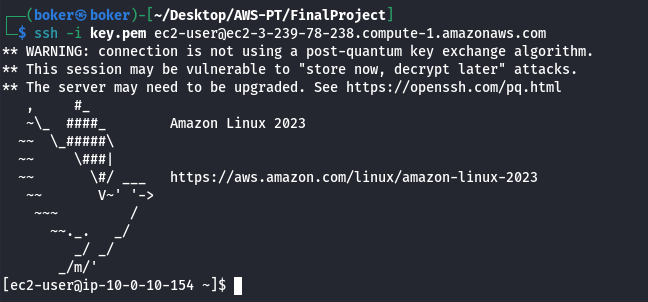 ┌──(boker㉿boker)-[~/Desktop/AWS-PT/FinalProject]
└─$ ssh -i key.pem ec2-user@ec2-3-239-78-238.compute-1.amazonaws.com
** WARNING: connection is not using a post-quantum key exchange algorithm.
** This session may be vulnerable to "store now, decrypt later" attacks.
** The server may need to be upgraded. See https://openssh.com/pq.html
   ,     #_
   ~\_  ####_        Amazon Linux 2023
  ~~  \_#####\
  ~~     \###|
  ~~       \#/ ___   https://aws.amazon.com/linux/amazon-linux-2023
   ~~       V~' '->
    ~~~         /
      ~~._.   _/
         _/ _/
       _/m/'
[ec2-user@ip-10-0-10-154 ~]$